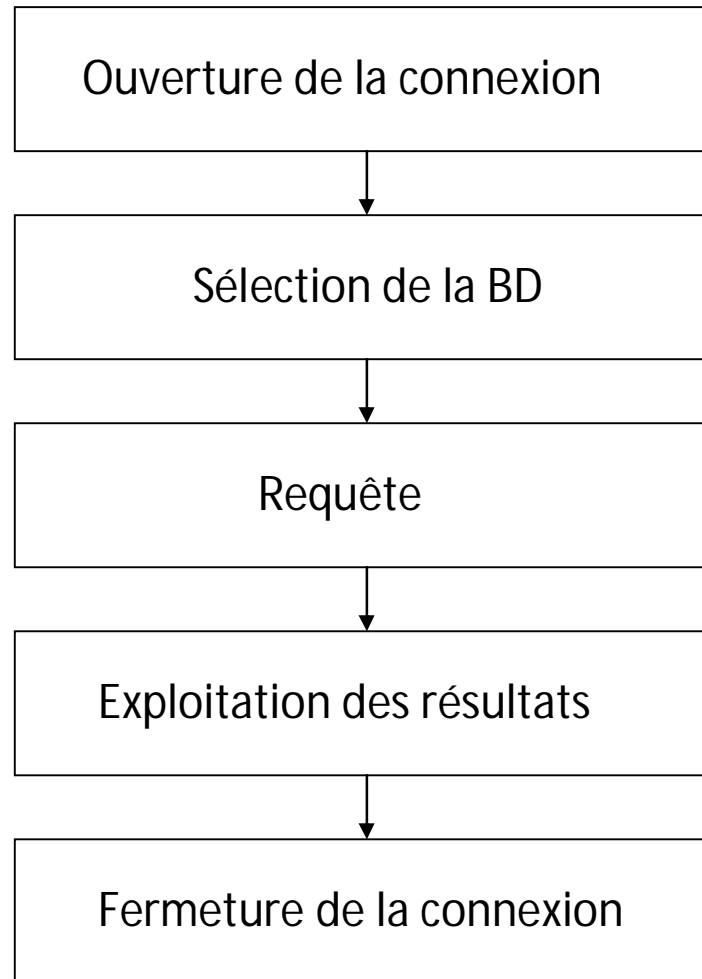 Ouverture de la connexion
Sélection de la BD
Requête
Exploitation des résultats
Fermeture de la connexion